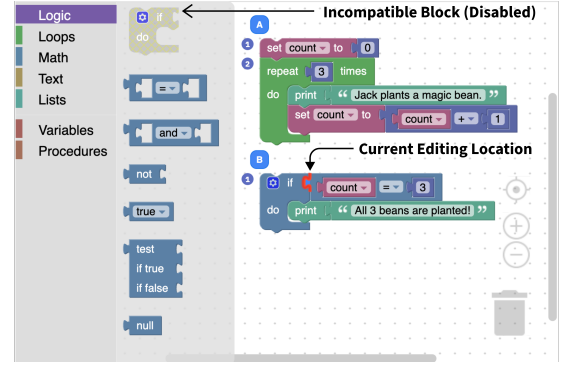 Logic
Loops
Math
Text
Lists
Variables
Procedures
if
do
=
and
not
true
test
if true
if false
null
Incompatible Block (Disabled)
A
1 set count to 0
2 repeat 3 times
do print “ Jack plants a magic bean. ”
set count to count + 1
B
Current Editing Location
1 if count = 3
do print “ All 3 beans are planted! ”